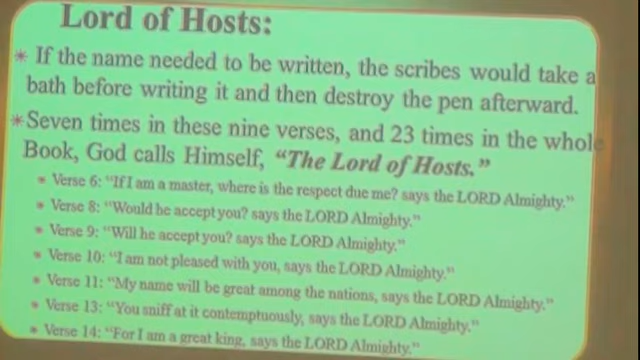 Lord of Hosts:
* If the name needed to be written, the scribes would take a
bath before writing it and then destroy the pen afterward.
* Seven times in these nine verses, and 23 times in the whole
Book, God calls Himself, "The Lord of Hosts."
* Verse 6: "If I am a master, where is the respect due me? says the LORD Almighty."
* Verse 8: "Would he accept you? says the LORD Almighty."
* Verse 9: "Will he accept you? says the LORD Almighty."
* Verse 10: "I am not pleased with you, says the LORD Almighty."
* Verse 11: "My name will be great among the nations, says the LORD Almighty."
* Verse 13: "You sniff at it contemptuously, says the LORD Almighty."
* Verse 14: "For I am a great king, says the LORD Almighty."